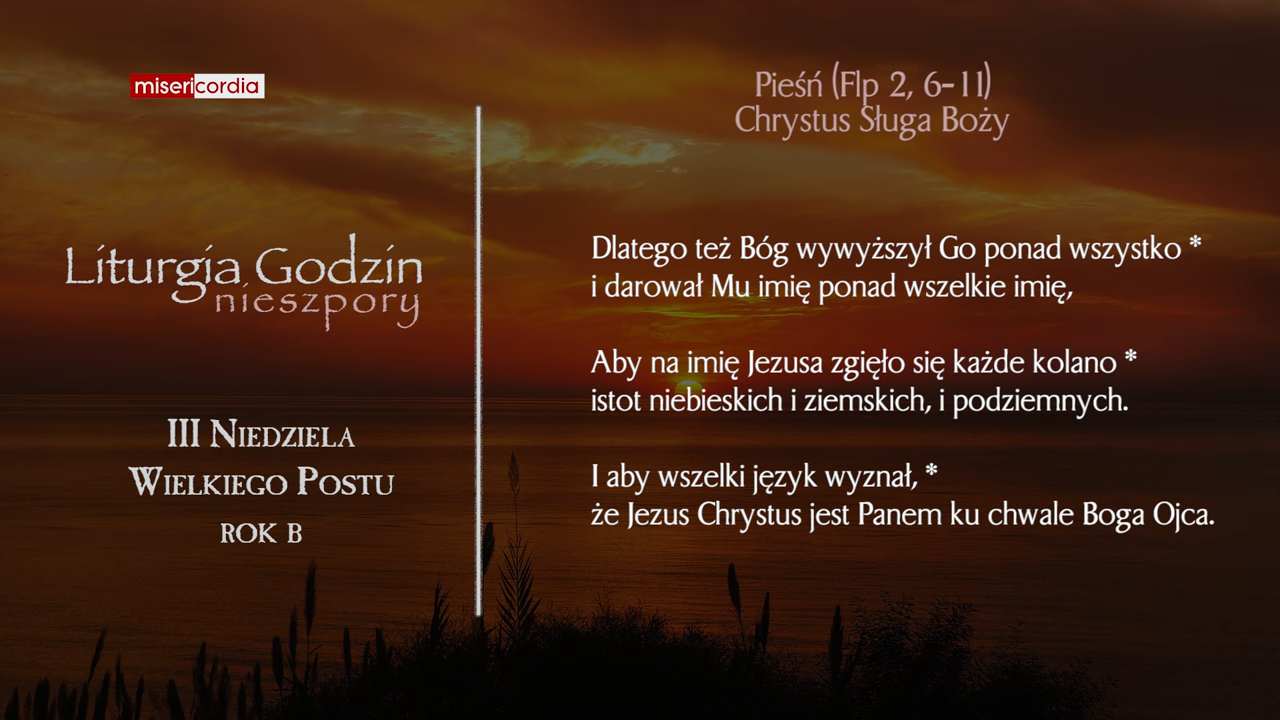 misericordia
Liturgia Godzin
nieszpory
III Niedziela
Wielkiego Postu
rok B
Pieśń (Flp 2, 6-11)
Chrystus Sługa Boży
Dlatego też Bóg wywyższył Go ponad wszystko *
i darował Mu imię ponad wszelkie imię,
Aby na imię Jezusa zgięło się każde kolano *
istot niebieskich i ziemskich, i podziemnych.
I aby wszelki język wyznał, *
że Jezus Chrystus jest Panem ku chwale Boga Ojca.